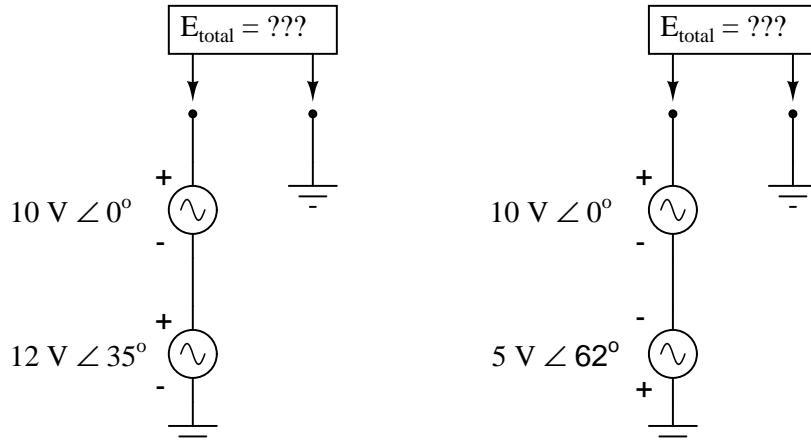 E_total = ???
E_total = ???
+
+
10 V ∠ 0°
10 V ∠ 0°
-
-
+
-
12 V ∠ 35°
5 V ∠ 62°
-
+